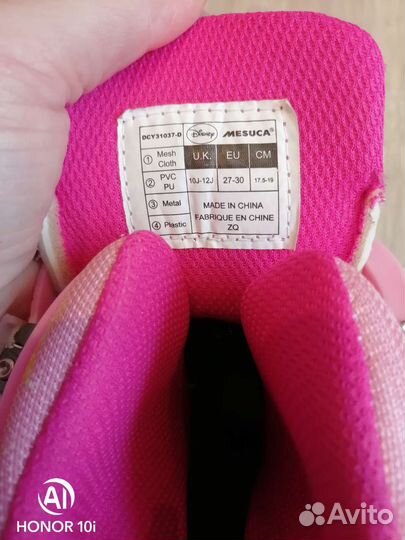 DCY31037-D Disney MESUCA®
① Mesh Cloth U.K. EU CM
② PVC PU 10J-12J 27-30 17.5-19
③ Metal MADE IN CHINA
FABRIQUE EN CHINE
④ Plastic ZQ
AI
HONOR 10i
Avito